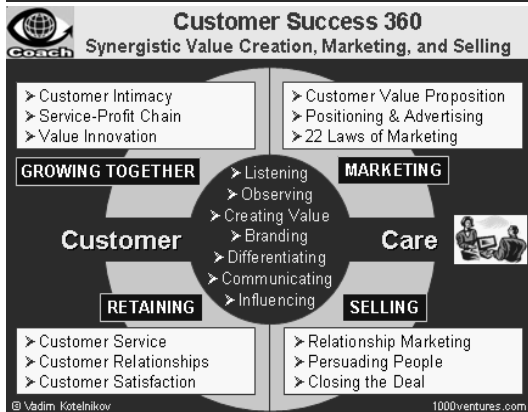 Coach
Customer Success 360
Synergistic Value Creation, Marketing, and Selling
➢ Customer Intimacy
➢ Service-Profit Chain
➢ Value Innovation
➢ Customer Value Proposition
➢ Positioning & Advertising
➢ 22 Laws of Marketing
GROWING TOGETHER
MARKETING
➢ Listening
➢ Observing
➢ Creating Value
➢ Branding
➢ Differentiating
➢ Communicating
➢ Influencing
Customer Care
RETAINING
SELLING
➢ Customer Service
➢ Customer Relationships
➢ Customer Satisfaction
➢ Relationship Marketing
➢ Persuading People
➢ Closing the Deal
© Vadim Kotelnikov
1000ventures.com